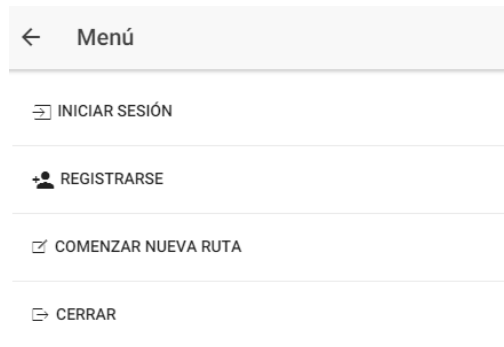 Menú
INICIAR SESIÓN
REGISTRARSE
COMENZAR NUEVA RUTA
CERRAR